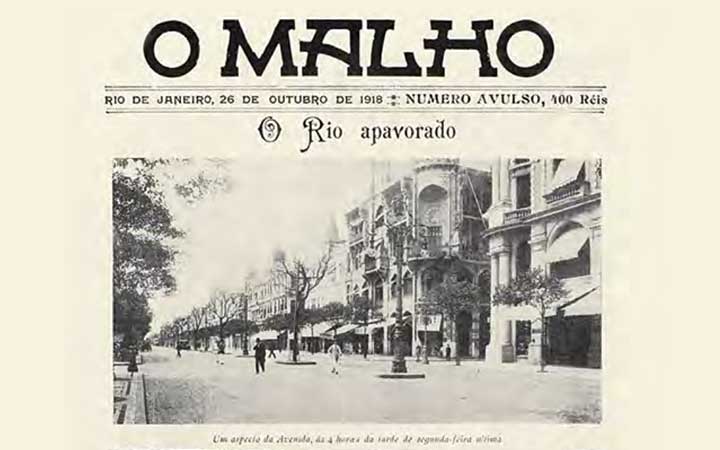 O MALHO
RIO DE JANEIRO, 26 DE OUTUBRO DE 1918 NUMERO AVULSO, 400 Réis
O Rio apavorado
Um aspecto da Avenida, ás 4 horas da tarde de segunda-feira ultima